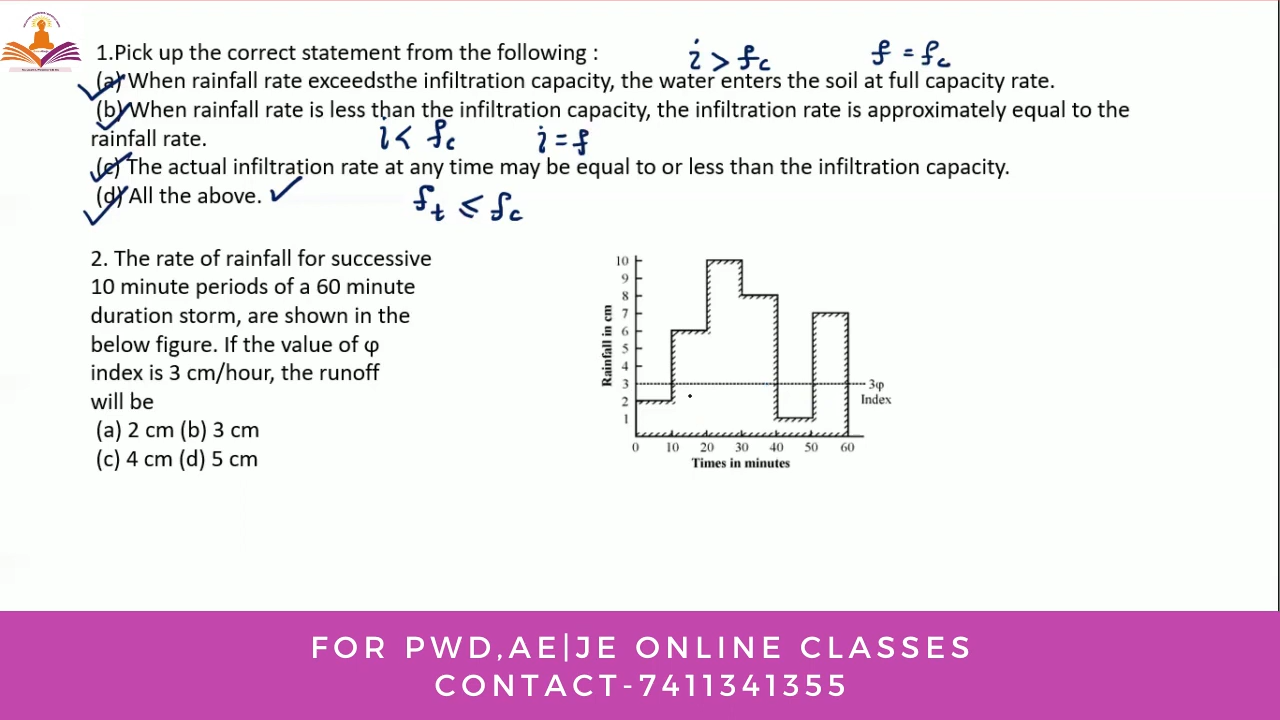 1.Pick up the correct statement from the following :
i > fc f = fc
(a) When rainfall rate exceedsthe infiltration capacity, the water enters the soil at full capacity rate.
(b) When rainfall rate is less than the infiltration capacity, the infiltration rate is approximately equal to the
rainfall rate.
i < fc i = f
(c) The actual infiltration rate at any time may be equal to or less than the infiltration capacity.
(d) All the above.
ft ≤ fc
2. The rate of rainfall for successive
10 minute periods of a 60 minute
duration storm, are shown in the
below figure. If the value of φ
index is 3 cm/hour, the runoff
will be
(a) 2 cm (b) 3 cm
(c) 4 cm (d) 5 cm
Rainfall in cm
10
9
8
7
6
5
4
3
2
1
3φ
Index
0 10 20 30 40 50 60
Times in minutes
FOR PWD,AE|JE ONLINE CLASSES
CONTACT-7411341355